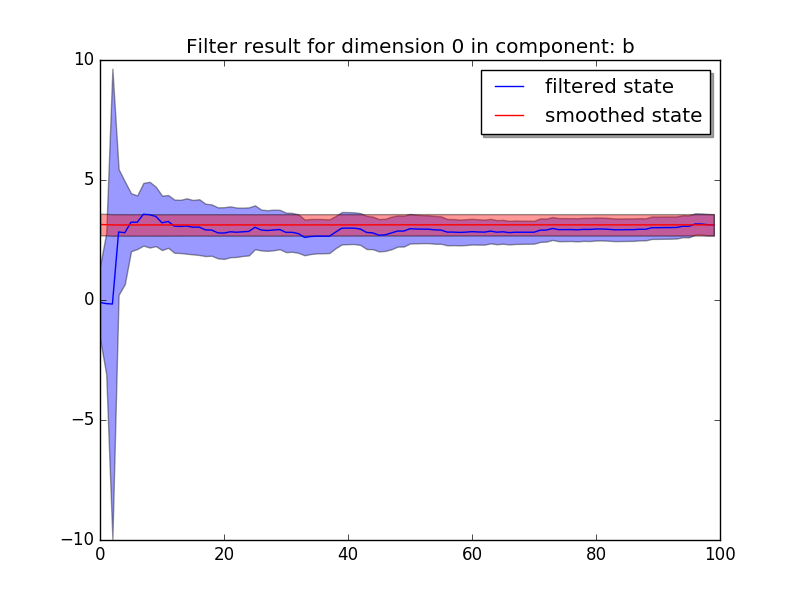 Filter result for dimension 0 in component: b
filtered state
smoothed state
10
5
0
−5
−10
0 20 40 60 80 100